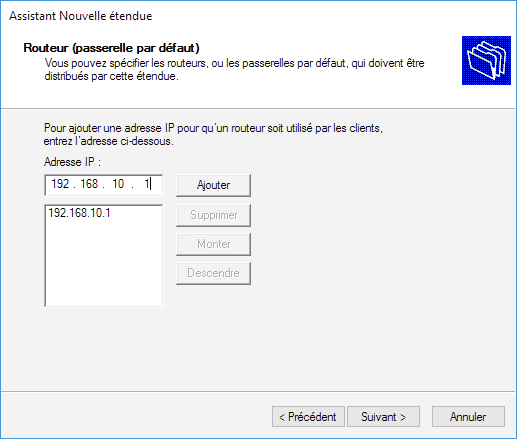 Assistant Nouvelle étendue
Routeur (passerelle par défaut)
Vous pouvez spécifier les routeurs, ou les passerelles par défaut, qui doivent être
distribués par cette étendue.
Pour ajouter une adresse IP pour qu'un routeur soit utilisé par les clients,
entrez l'adresse ci-dessous.
Adresse IP :
192 . 168 . 10 . 1
Ajouter
192.168.10.1
Supprimer
Monter
Descendre
< Précédent
Suivant >
Annuler